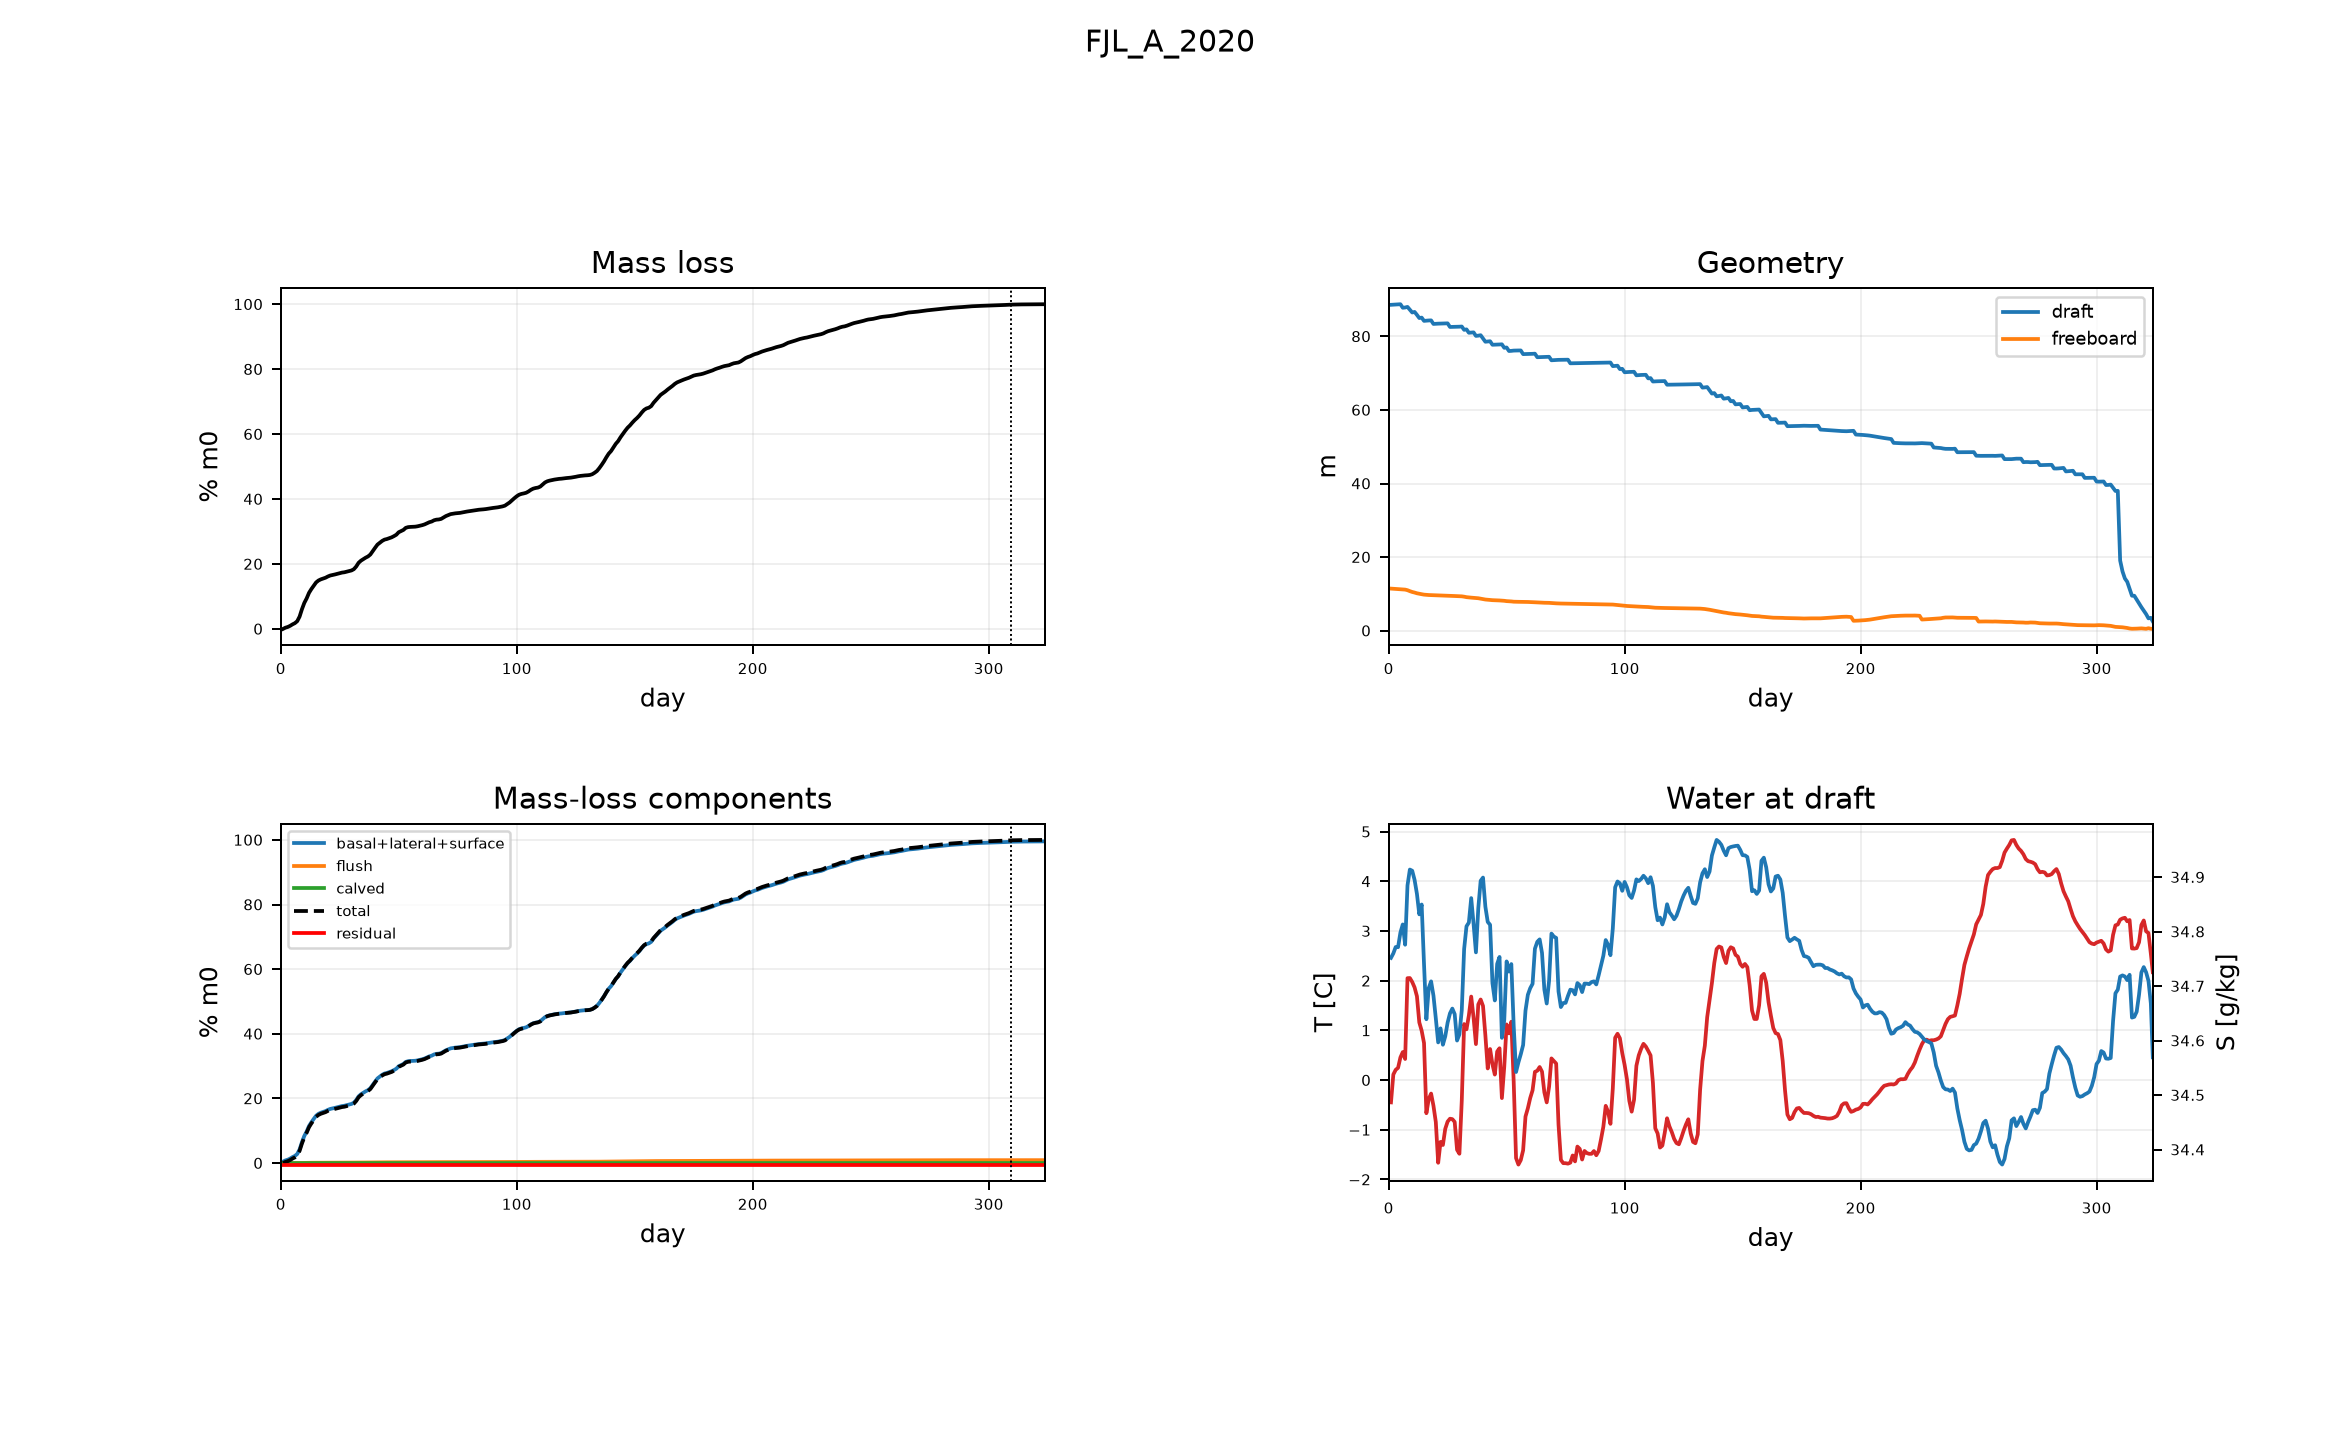 FJL_A_2020
Mass loss
% m0
100
80
60
40
20
0
0 100 200 300
day
Geometry
m
80
60
40
20
0
0 100 200 300
day
draft
freeboard
Mass-loss components
% m0
100
80
60
40
20
0
0 100 200 300
day
basal+lateral+surface
flush
calved
total
residual
Water at draft
T [C]
5
4
3
2
1
0
−1
−2
0 100 200 300
day
34.9
34.8
34.7
34.6
34.5
34.4
S [g/kg]